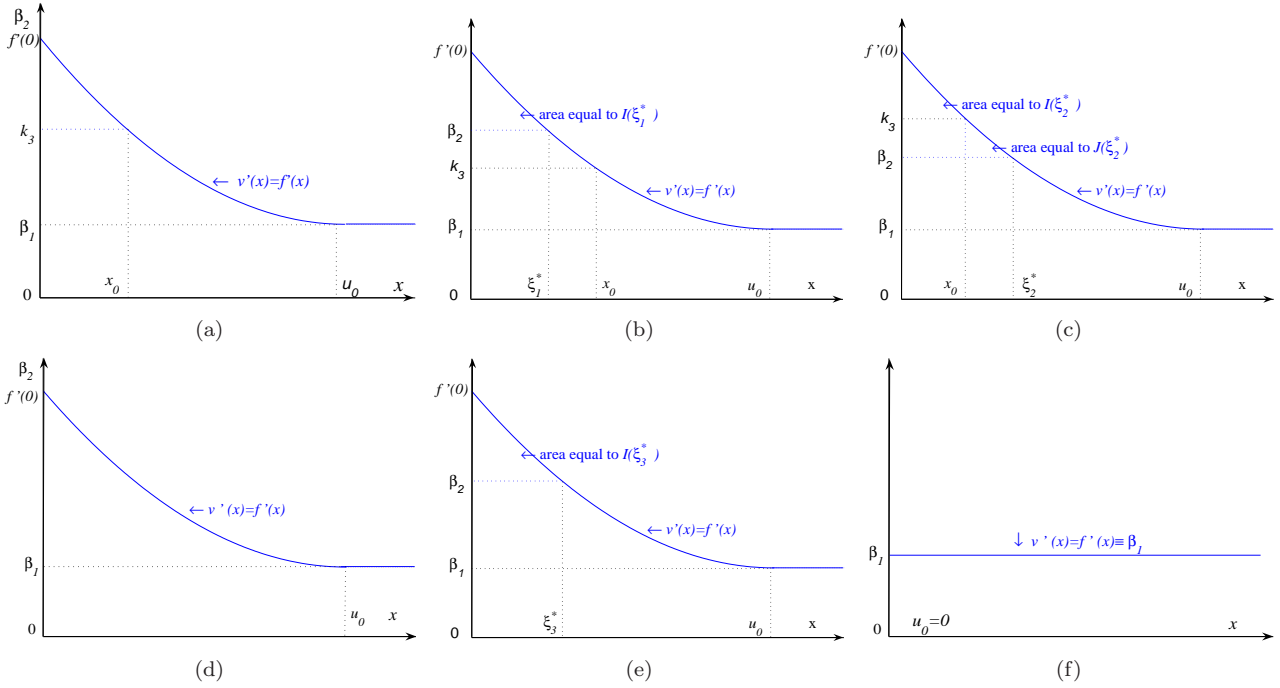 β2
f'(0)
k3
← v'(x)=f'(x)
β1
0
x0
u0
x
(a)
f'(0)
← area equal to I(ξ1*)
β2
k3
← v'(x)=f'(x)
β1
0
ξ1*
x0
u0
x
(b)
f'(0)
← area equal to I(ξ2*)
k3
← area equal to J(ξ2*)
β2
← v'(x)=f'(x)
β1
0
x0
ξ2*
u0
x
(c)
β2
f'(0)
← v'(x)=f'(x)
β1
0
u0
x
(d)
f'(0)
← area equal to I(ξ3*)
β2
← v'(x)=f'(x)
β1
0
ξ3*
u0
x
(e)
↓ v'(x)=f'(x)≡β1
β1
0
u0=0
x
(f)